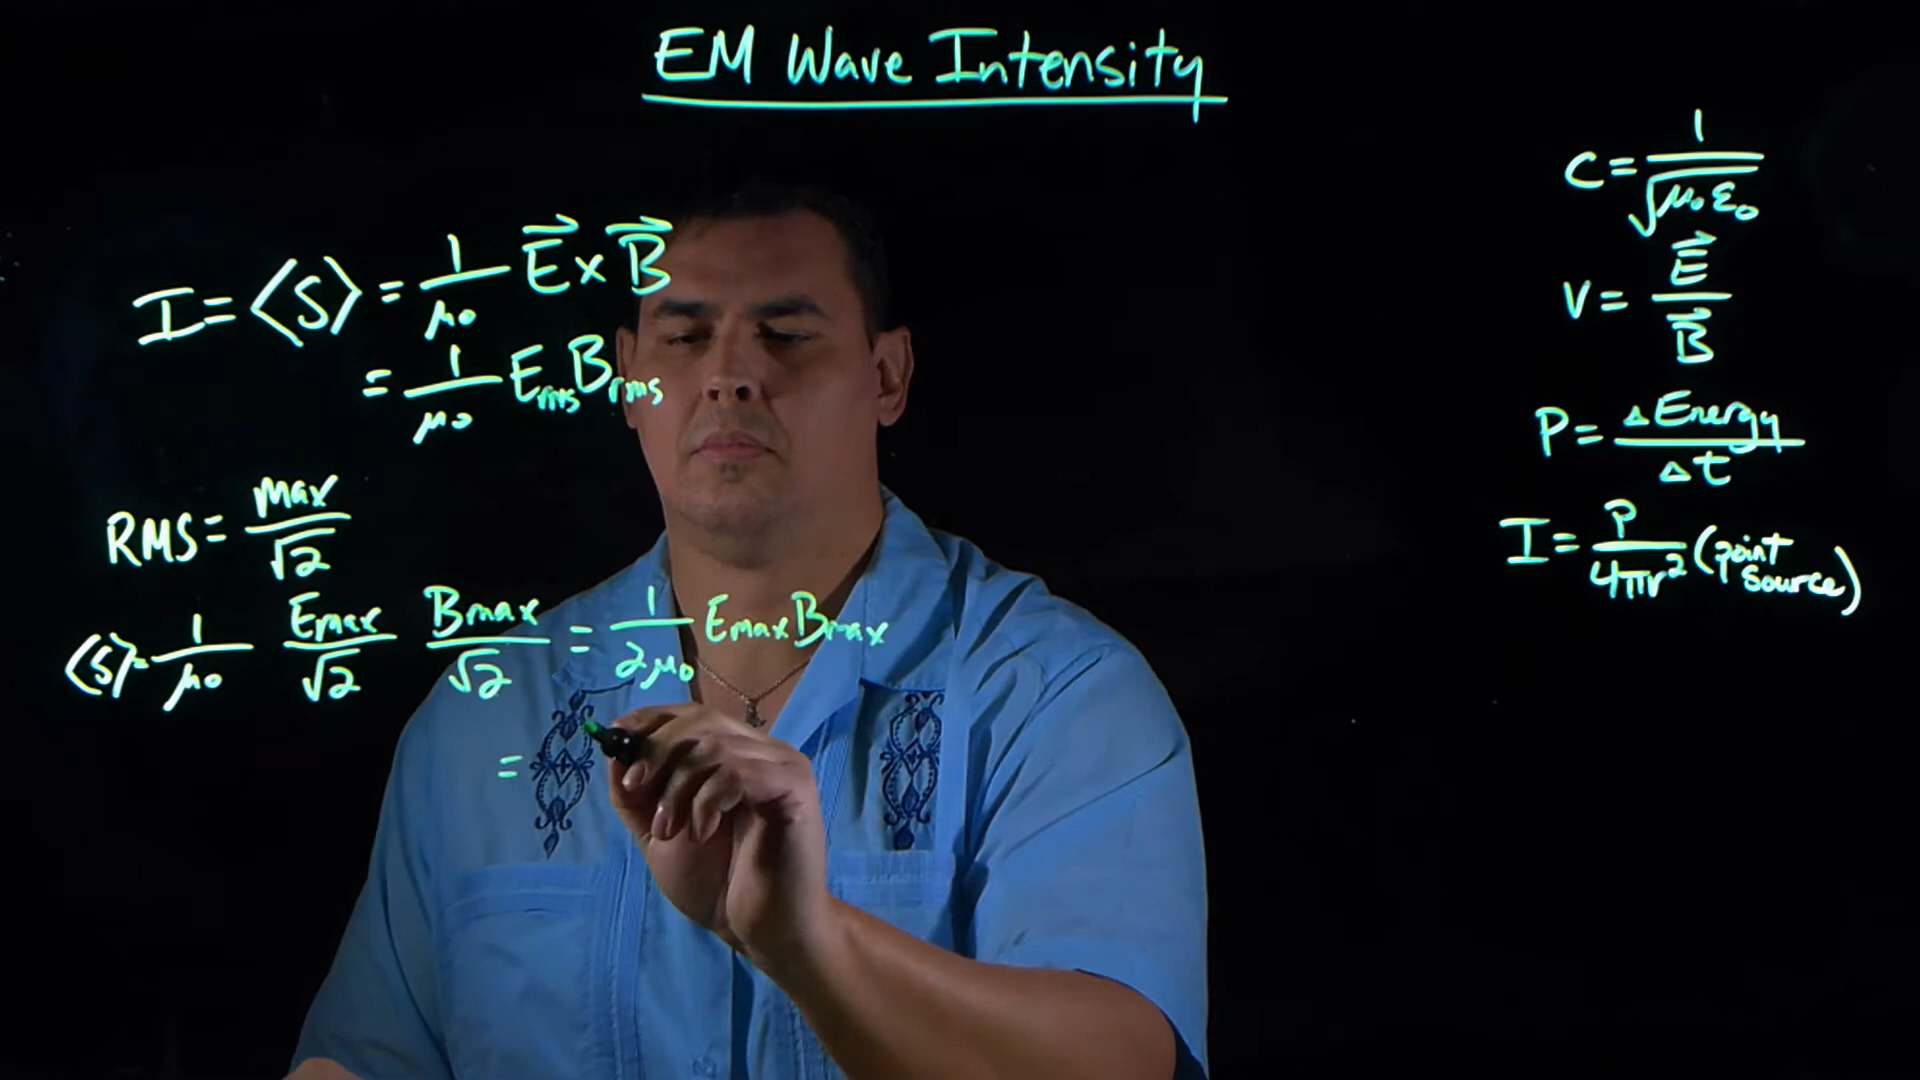 EM Wave Intensity
I = ⟨S⟩ = 1/μ₀ E⃗ × B⃗
= 1/μ₀ E_rms B_rms
RMS = max/√2
⟨S⟩ = 1/μ₀ Emax/√2 Bmax/√2 = 1/2μ₀ Emax Bmax
=
c = 1/√μ₀ε₀
V = E⃗/B⃗
P = ΔEnergy/Δt
I = P/4πr² (point source)